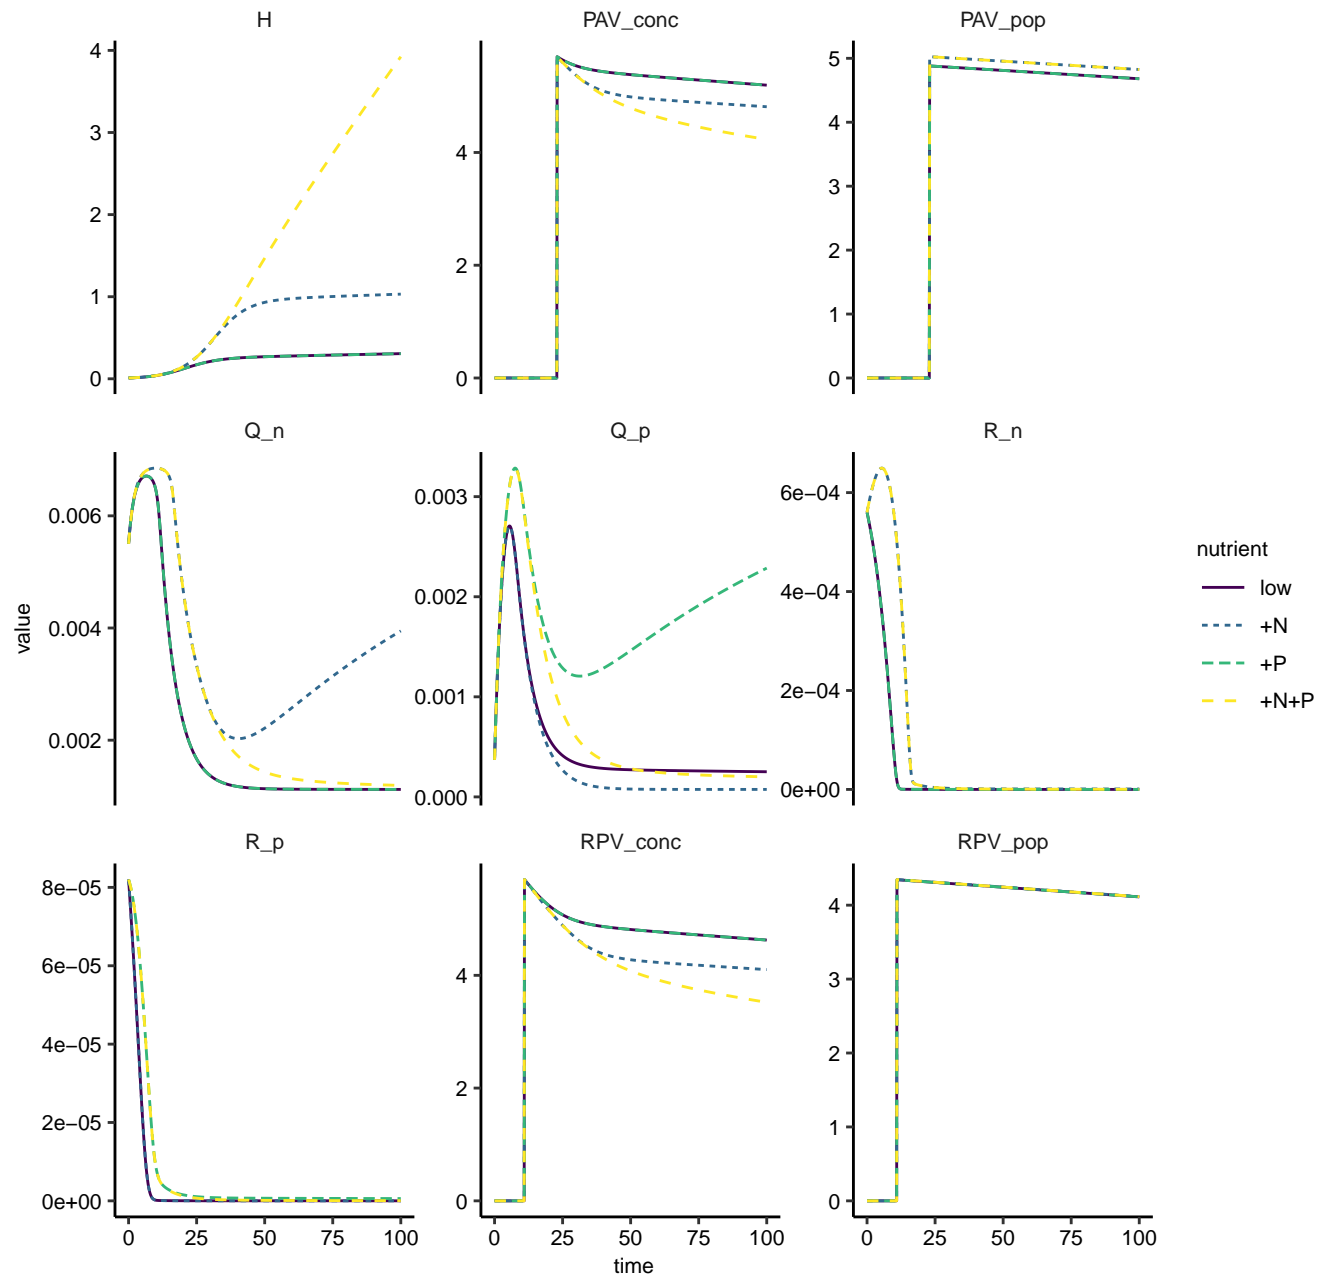 H
PAV_conc
PAV_pop
4
3
2
1
0
4
2
0
5
4
3
2
1
0
Q_n
Q_p
R_n
0.006
0.004
0.002
0.003
0.002
0.001
0.000
6e−04
4e−04
2e−04
0e+00
value
nutrient
low
+N
+P
+N+P
R_p
RPV_conc
RPV_pop
8e−05
6e−05
4e−05
2e−05
0e+00
4
2
0
4
3
2
1
0
0 25 50 75 100
0 25 50 75 100
0 25 50 75 100
time